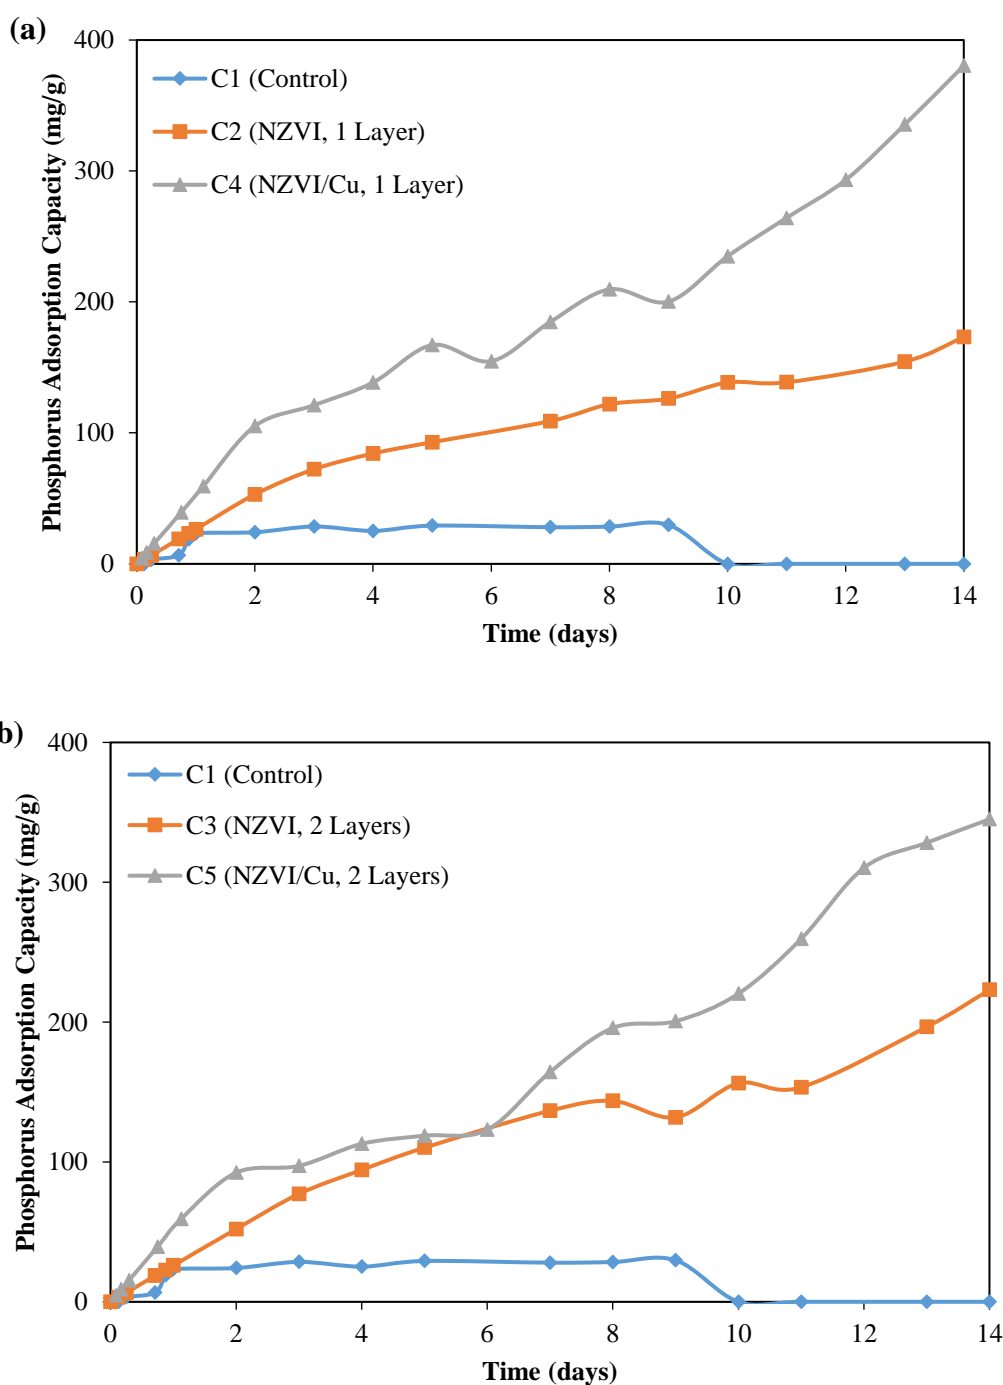 (a)
400
300
200
100
0
Phosphorus Adsorption Capacity (mg/g)
C1 (Control)
C2 (NZVI, 1 Layer)
C4 (NZVI/Cu, 1 Layer)
0 2 4 6 8 10 12 14
Time (days)
b)
400
300
200
100
0
Phosphorus Adsorption Capacity (mg/g)
C1 (Control)
C3 (NZVI, 2 Layers)
C5 (NZVI/Cu, 2 Layers)
0 2 4 6 8 10 12 14
Time (days)